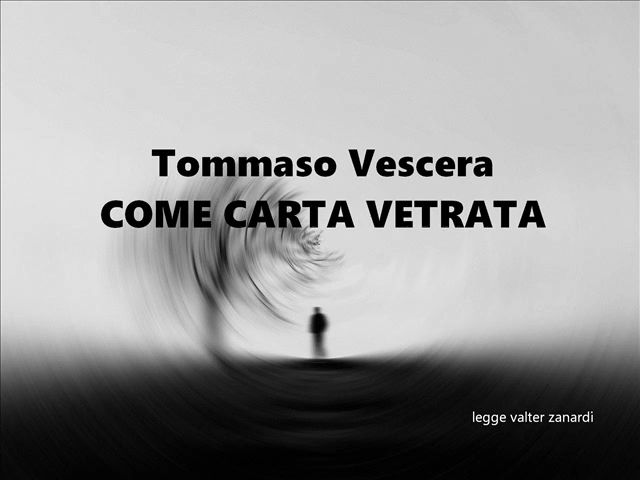 Tommaso Vescera
COME CARTA VETRATA
legge valter zanardi